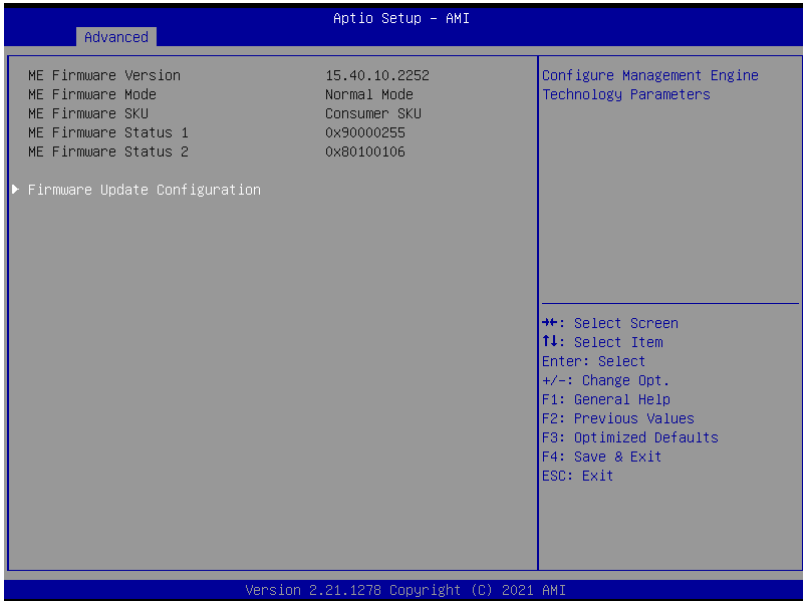 Aptio Setup – AMI
Advanced
ME Firmware Version 15.40.10.2252
ME Firmware Mode Normal Mode
ME Firmware SKU Consumer SKU
ME Firmware Status 1 0x90000255
ME Firmware Status 2 0x80100106
▶ Firmware Update Configuration
Configure Management Engine
Technology Parameters
→←: Select Screen
↑↓: Select Item
Enter: Select
+/-: Change Opt.
F1: General Help
F2: Previous Values
F3: Optimized Defaults
F4: Save & Exit
ESC: Exit
Version 2.21.1278 Copyright (C) 2021 AMI